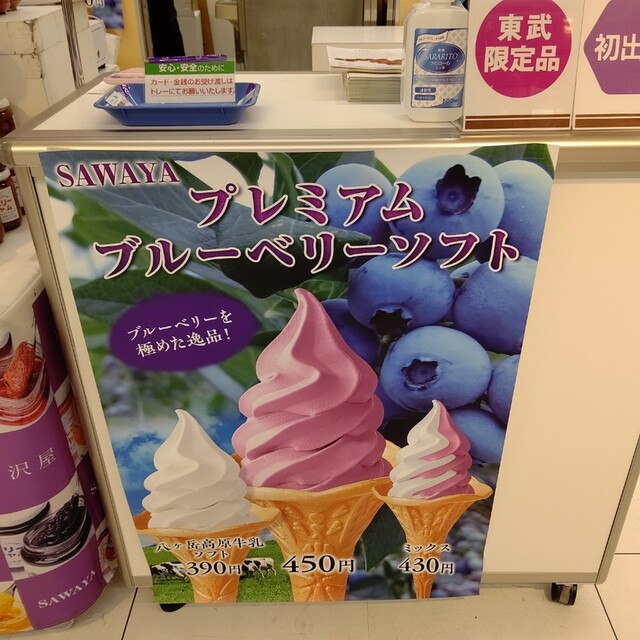 安心・安全のために
カード・金銭のお受け渡しは
トレーにてお願いいたします。
SARARITO
東武
限定品
初出
SAWAYA
プレミアム
ブルーベリーソフト
ブルーベリーを
極めた逸品!
八ヶ岳高原牛乳
ソフト
390円
450円
ミックス
430円
沢屋
SAWAYA